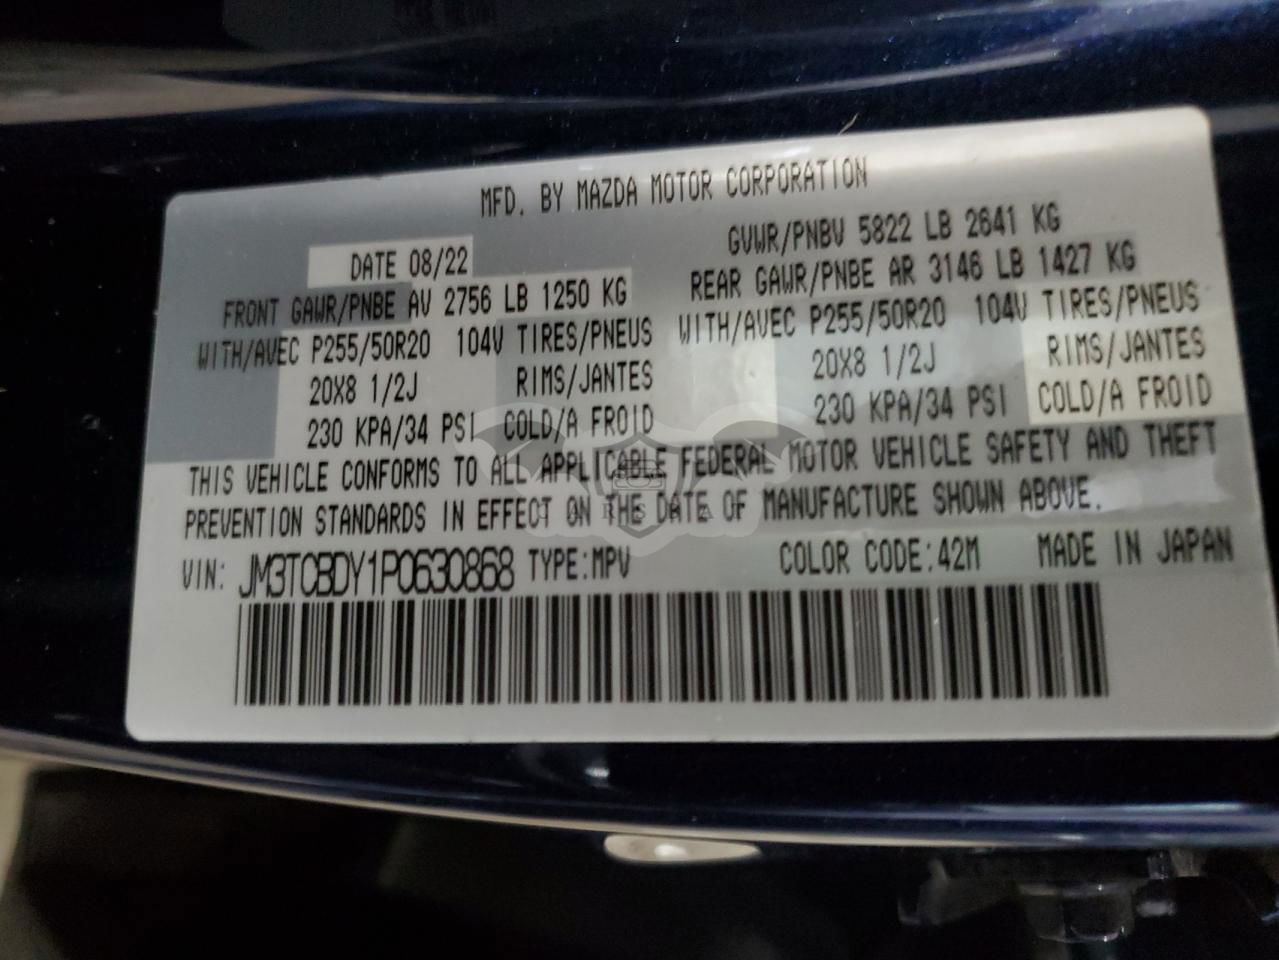 MFD. BY MAZDA MOTOR CORPORATION
DATE 08/22
GVWR/PNBV 5822 LB 2641 KG
FRONT GAWR/PNBE AV 2756 LB 1250 KG
REAR GAWR/PNBE AR 3146 LB 1427 KG
WITH/AVEC P255/50R20 104V TIRES/PNEUS
WITH/AVEC P255/50R20 104V TIRES/PNEUS
20X8 1/2J RIMS/JANTES
20X8 1/2J RIMS/JANTES
230 KPA/34 PSI COLD/A FROID
230 KPA/34 PSI COLD/A FROID
THIS VEHICLE CONFORMS TO ALL APPLICABLE FEDERAL MOTOR VEHICLE SAFETY AND THEFT
PREVENTION STANDARDS IN EFFECT ON THE DATE OF MANUFACTURE SHOWN ABOVE.
VIN: JM3TCBDY1P0630868 TYPE:MPV COLOR CODE:42M MADE IN JAPAN